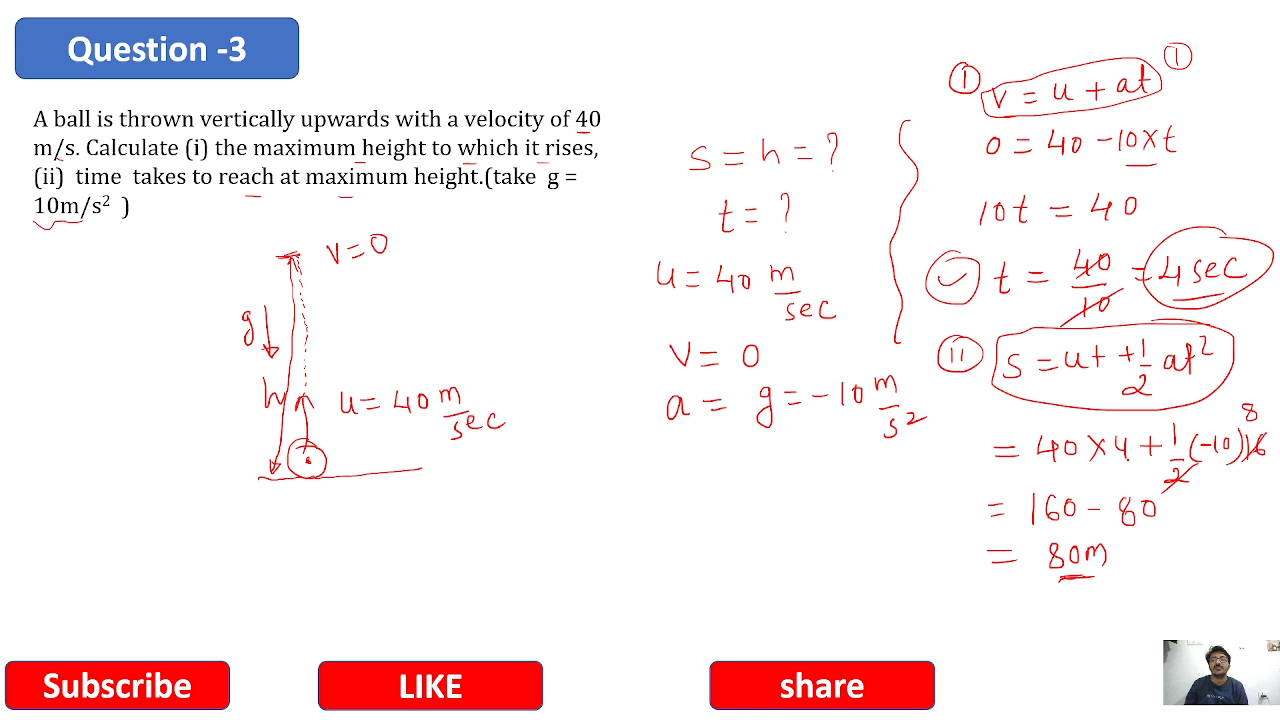 Question -3
A ball is thrown vertically upwards with a velocity of 40
m/s. Calculate (i) the maximum height to which it rises,
(ii) time takes to reach at maximum height.(take g =
10m/s² )
v=0
g
h
u= 40 m/sec
s = h = ?
t = ?
u= 40 m/sec
v= 0
a = g= -10 m/s²
① v = u + at ①
0 = 40 -10×t
10t = 40
t = 40/10 = 4 sec
(ii) s = ut + 1/2 at²
= 40 × 4 + 1/2 (-10) 16 8
= 160 - 80
= 80m
Subscribe
LIKE
share